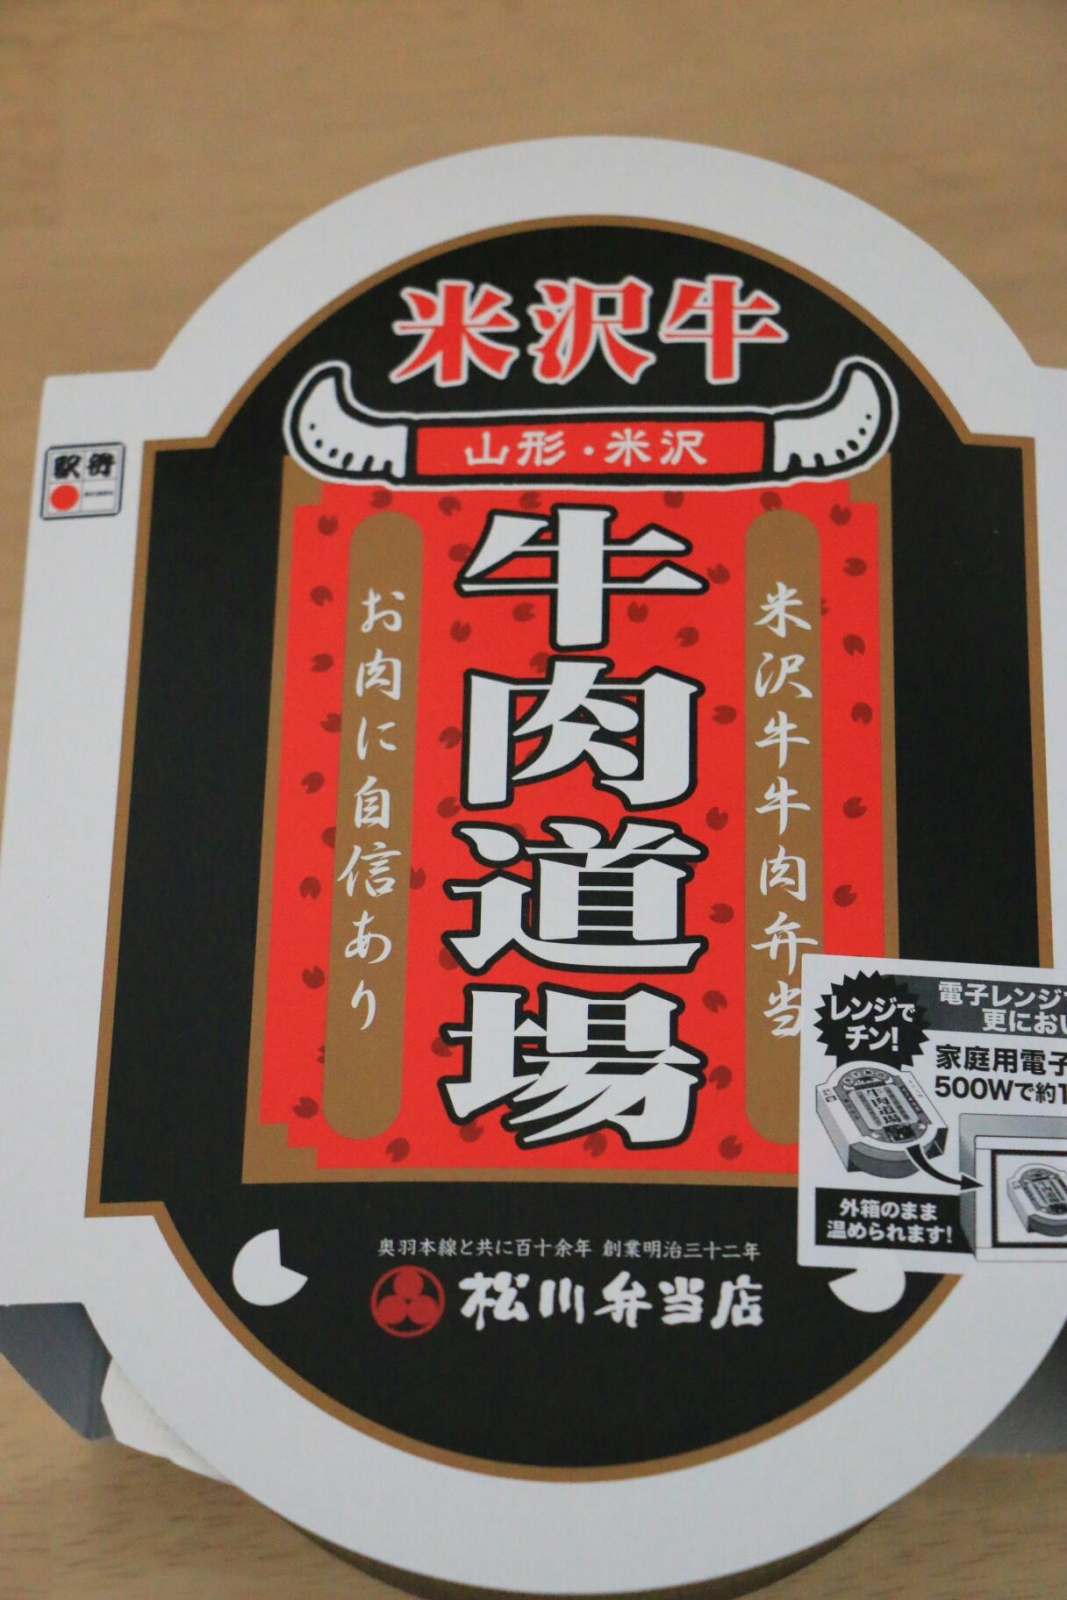 米沢牛
山形・米沢
駅弁
米沢牛牛肉弁当
牛肉道場
お肉に自信あり
レンジで
チン!
電子レンジ
更におい
家庭用電子
500Wで約1
牛肉道場
外箱のまま
温められます!
奥羽本線と共に百十余年 創業明治三十二年
松川弁当店